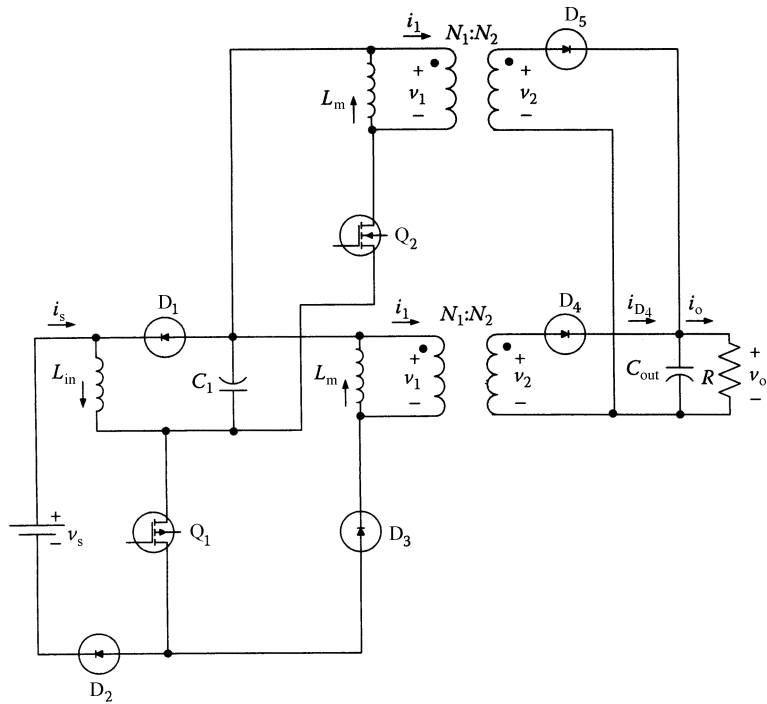 i₁ N₁:N₂ D₅
+ +
Lₘ v₁ v₂
− −
Q₂
iₛ D₁ i₁ N₁:N₂ D₄ i_D₄ iₒ
+ + +
Lᵢₙ C₁ Lₘ v₁ v₂ Cₒᵤₜ R vₒ
− − −
+
vₛ Q₁ D₃
−
D₂